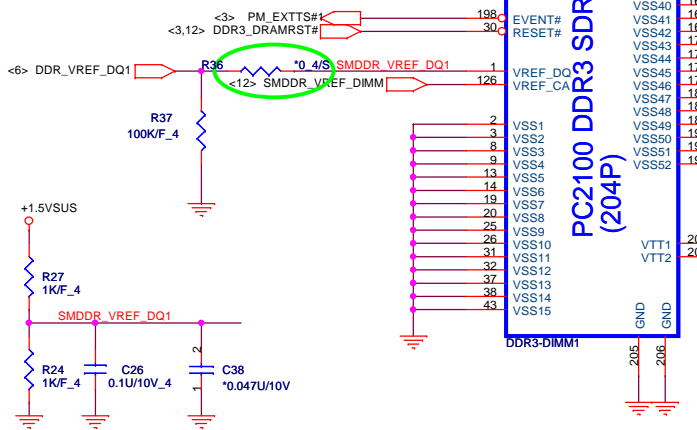 <3> PM_EXTTS#1 198 EVENT#
<3,12> DDR3_DRAMRST# 30 RESET#
<6> DDR_VREF_DQ1 R36 *0_4/S SMDDR_VREF_DQ1 1 VREF_DQ
<12> SMDDR_VREF_DIMM 126 VREF_CA
R37
100K/F_4
2 VSS1
3 VSS2
8 VSS3
9 VSS4
13 VSS5
14 VSS6
19 VSS7
20 VSS8
25 VSS9
26 VSS10
31 VSS11
32 VSS12
37 VSS13
38 VSS14
43 VSS15
PC2100 DDR3 SDR
(204P)
VSS40
VSS41
VSS42
VSS43
VSS44
VSS45
VSS46
VSS47
VSS48
VSS49
VSS50
VSS51
VSS52
VTT1
VTT2
GND
GND
205
206
DDR3-DIMM1
+1.5VSUS
R27
1K/F_4
SMDDR_VREF_DQ1
R24
1K/F_4
C26
0.1U/10V_4
2
1
C38
*0.047U/10V